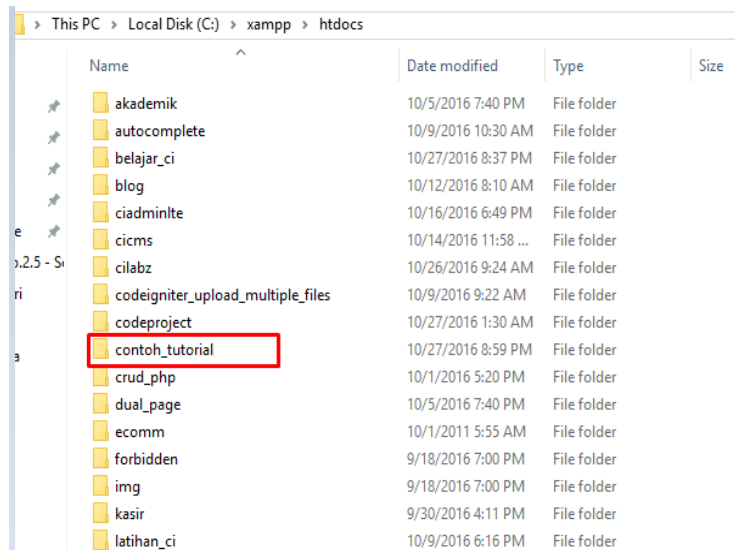 > This PC > Local Disk (C:) > xampp > htdocs
Name Date modified Type Size
akademik 10/5/2016 7:40 PM File folder
autocomplete 10/9/2016 10:30 AM File folder
belajar_ci 10/27/2016 8:37 PM File folder
blog 10/12/2016 8:10 AM File folder
ciadminlte 10/16/2016 6:49 PM File folder
e cicms 10/14/2016 11:58 ... File folder
.2.5 - S cilabz 10/26/2016 9:24 AM File folder
ri codeigniter_upload_multiple_files 10/9/2016 9:22 AM File folder
codeproject 10/27/2016 1:30 AM File folder
a contoh_tutorial 10/27/2016 8:59 PM File folder
crud_php 10/1/2016 5:20 PM File folder
dual_page 10/5/2016 7:40 PM File folder
ecomm 10/1/2011 5:55 AM File folder
forbidden 9/18/2016 7:00 PM File folder
img 9/18/2016 7:00 PM File folder
kasir 9/30/2016 4:11 PM File folder
latihan_ci 10/9/2016 6:16 PM File folder